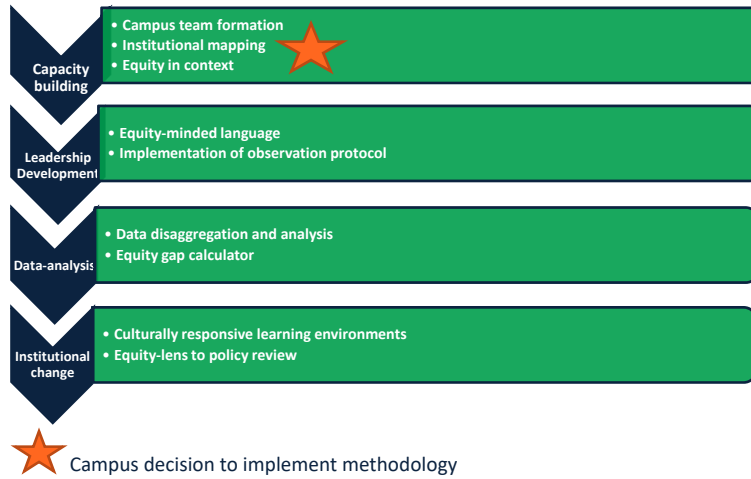 Capacity
building
• Campus team formation
• Institutional mapping
• Equity in context
Leadership
Development
• Equity-minded language
• Implementation of observation protocol
Data-analysis
• Data disaggregation and analysis
• Equity gap calculator
Institutional
change
• Culturally responsive learning environments
• Equity-lens to policy review
Campus decision to implement methodology